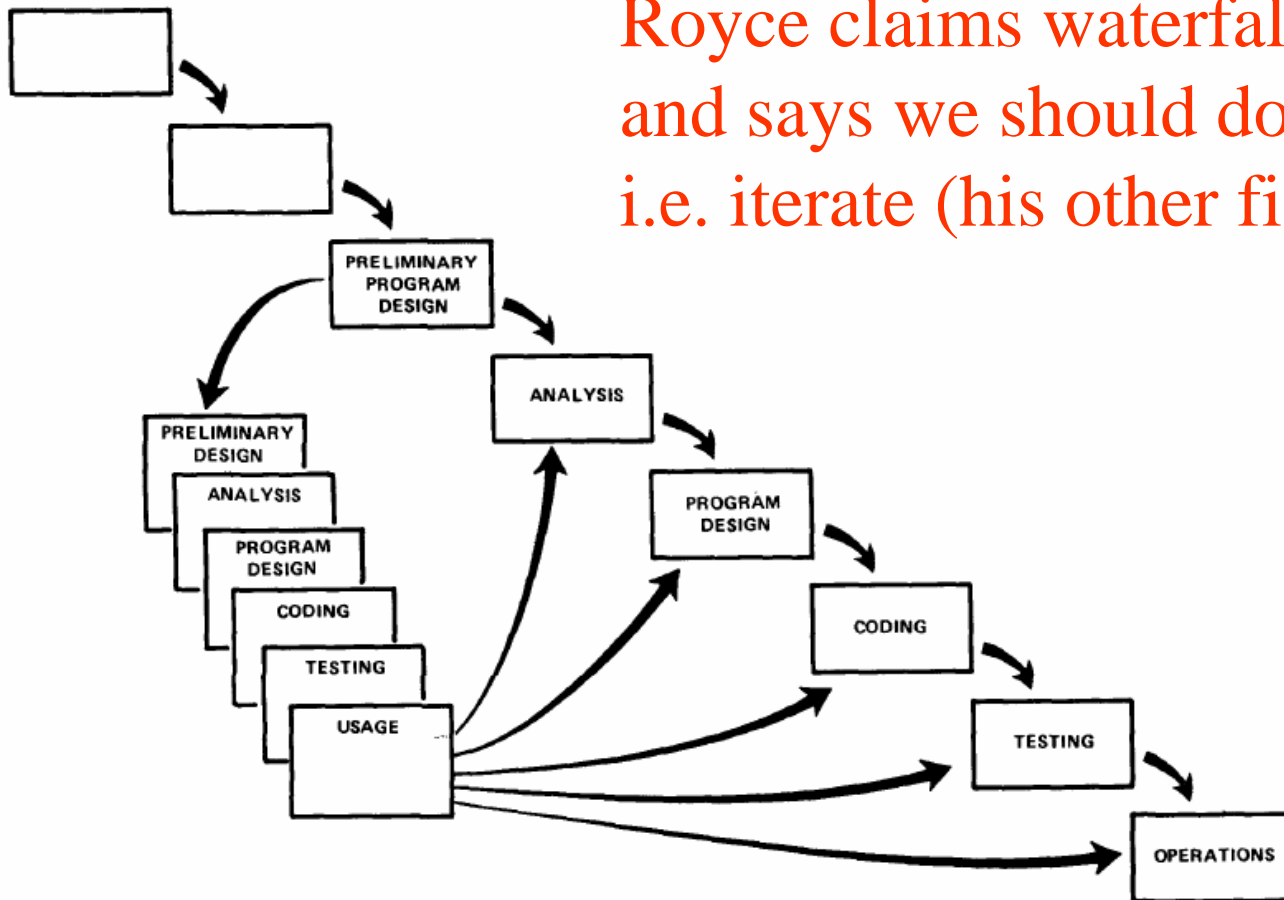 Royce claims waterfal
and says we should do
i.e. iterate (his other fi
PRELIMINARY
PROGRAM
DESIGN
ANALYSIS
PRELIMINARY
DESIGN
ANALYSIS
PROGRAM
DESIGN
PROGRAM
DESIGN
CODING
CODING
TESTING
USAGE
TESTING
OPERATIONS